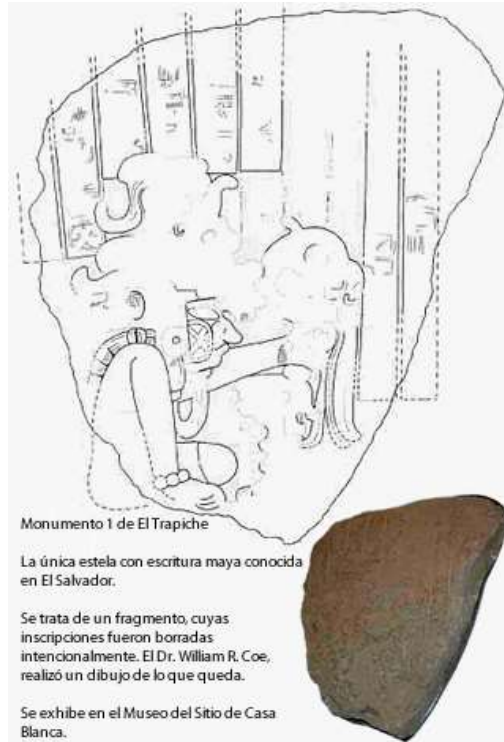 Monumento 1 de El Trapiche
La única estela con escritura maya conocida
en El Salvador.
Se trata de un fragmento, cuyas
inscripciones fueron borradas
intencionalmente. El Dr. William R. Coe,
realizó un dibujo de lo que queda.
Se exhibe en el Museo del Sitio de Casa
Blanca.